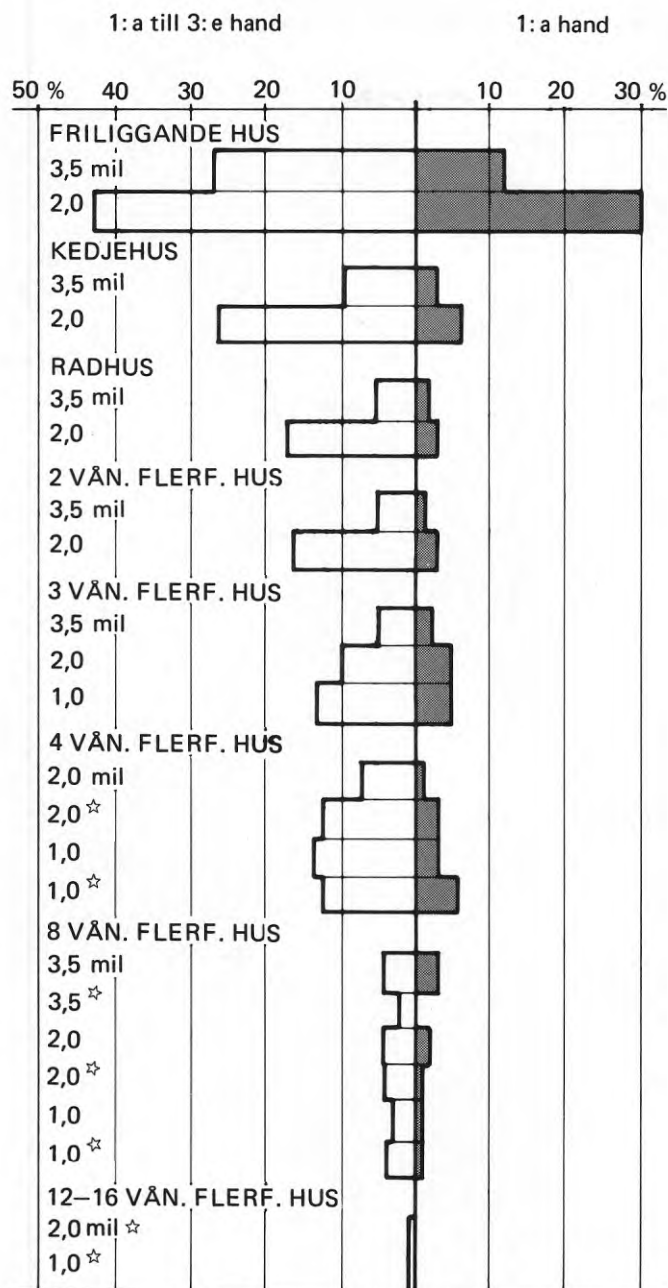 1:a till 3:e hand 1:a hand
50 % 40 30 20 10 10 20 30 %
FRILIGGANDE HUS
3,5 mil
2,0
KEDJEHUS
3,5 mil
2,0
RADHUS
3,5 mil
2,0
2 VÅN. FLERF. HUS
3,5 mil
2,0
3 VÅN. FLERF. HUS
3,5 mil
2,0
1,0
4 VÅN. FLERF. HUS
2,0 mil
2,0 ☆
1,0
1,0 ☆
8 VÅN. FLERF. HUS
3,5 mil
3,5 ☆
2,0
2,0 ☆
1,0
1,0 ☆
12–16 VÅN. FLERF. HUS
2,0 mil ☆
1,0 ☆